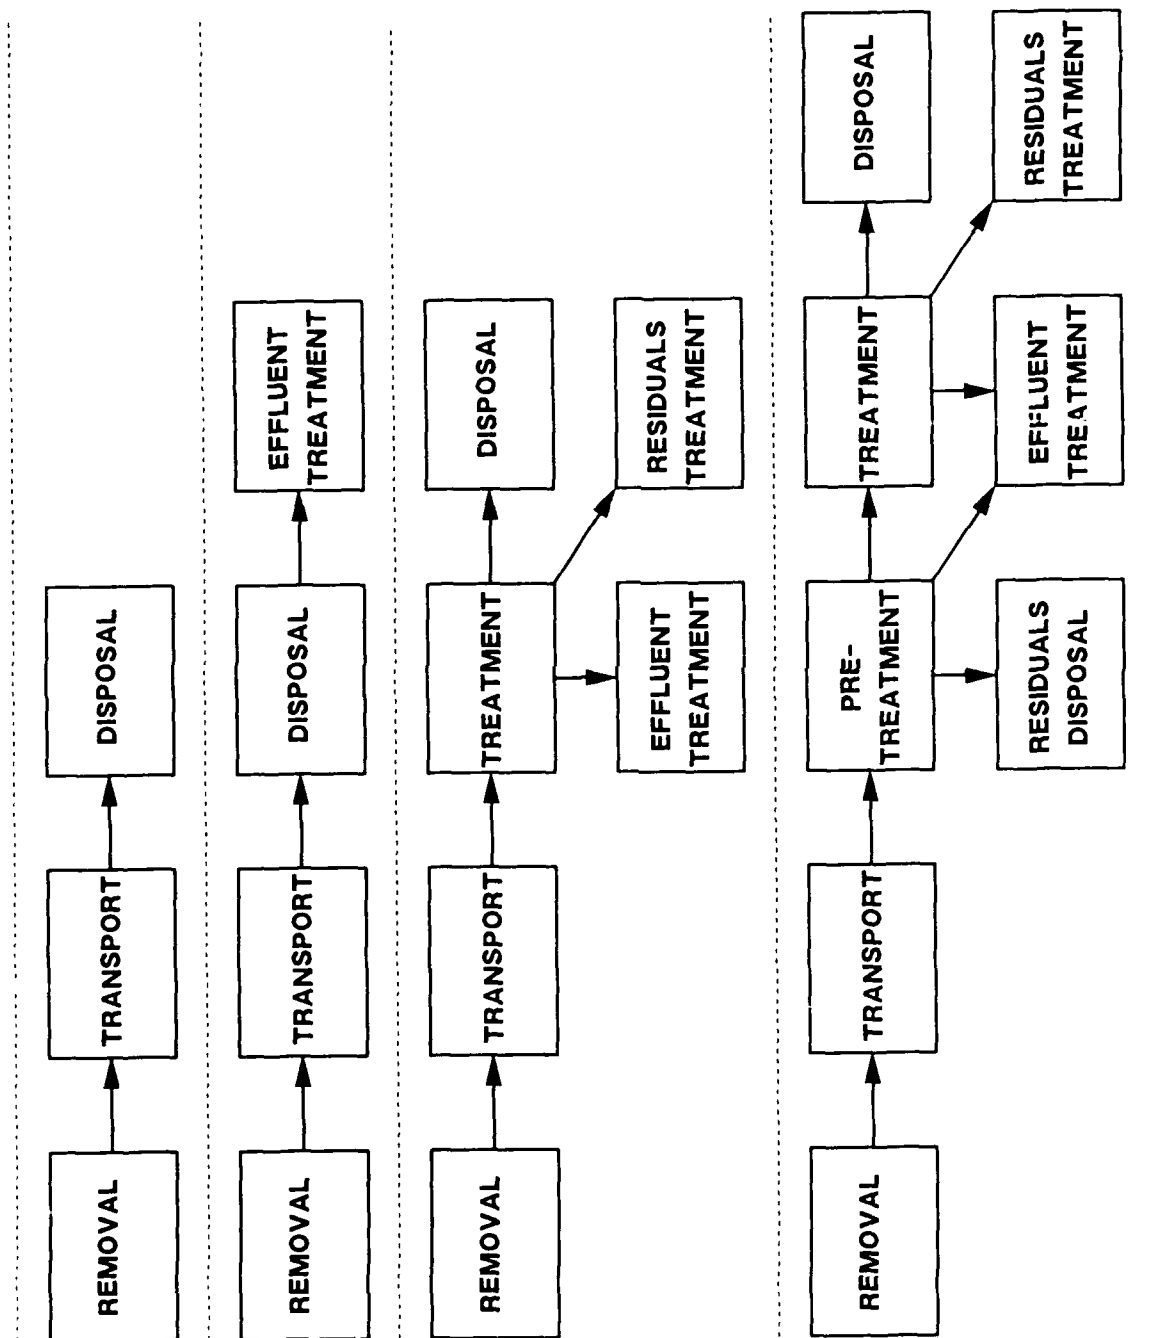 REMOVAL
TRANSPORT
DISPOSAL
REMOVAL
TRANSPORT
DISPOSAL
EFFLUENT
TREATMENT
REMOVAL
TRANSPORT
TREATMENT
DISPOSAL
EFFLUENT
TREATMENT
RESIDUALS
TREATMENT
REMOVAL
TRANSPORT
PRE-
TREATMENT
TREATMENT
DISPOSAL
RESIDUALS
DISPOSAL
EFFLUENT
TREATMENT
RESIDUALS
TREATMENT